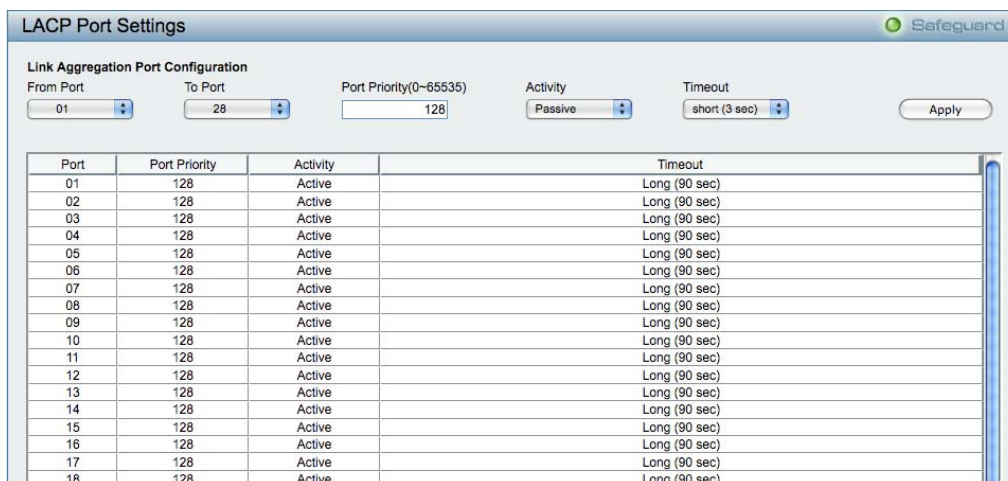 LACP Port Settings Safeguard
Link Aggregation Port Configuration
From Port To Port Port Priority(0~65535) Activity Timeout
01 28 128 Passive short (3 sec) Apply
Port Port Priority Activity Timeout
01 128 Active Long (90 sec)
02 128 Active Long (90 sec)
03 128 Active Long (90 sec)
04 128 Active Long (90 sec)
05 128 Active Long (90 sec)
06 128 Active Long (90 sec)
07 128 Active Long (90 sec)
08 128 Active Long (90 sec)
09 128 Active Long (90 sec)
10 128 Active Long (90 sec)
11 128 Active Long (90 sec)
12 128 Active Long (90 sec)
13 128 Active Long (90 sec)
14 128 Active Long (90 sec)
15 128 Active Long (90 sec)
16 128 Active Long (90 sec)
17 128 Active Long (90 sec)
18 128 Active Long (90 sec)